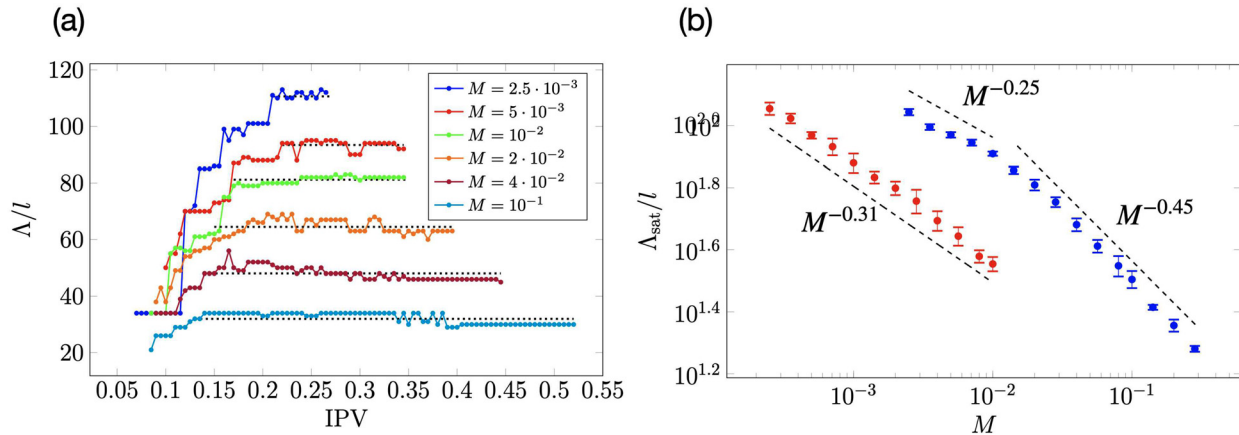 (a)
120
100
80
60
40
20
Λ/l
0.05 0.1 0.15 0.2 0.25 0.3 0.35 0.4 0.45 0.5 0.55
IPV
M = 2.5 · 10⁻³
M = 5 · 10⁻³
M = 10⁻²
M = 2 · 10⁻²
M = 4 · 10⁻²
M = 10⁻¹
(b)
10^2.0
10^1.8
10^1.6
10^1.4
10^1.2
Λ_sat/l
M^−0.25
M^−0.31
M^−0.45
10⁻³ 10⁻² 10⁻¹
M